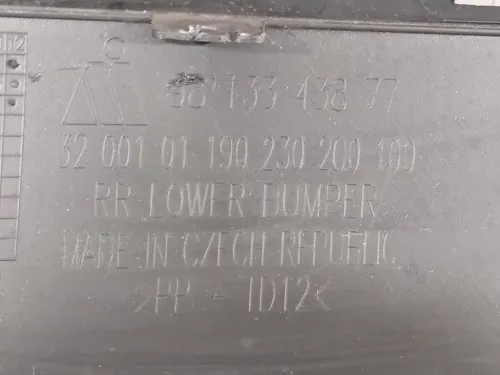 98 133 438 77
32 001 01 190 230 200 100
RR-LOWER-BUMPER
MADE IN CZECH REPUBLIC
>PP + TD12<